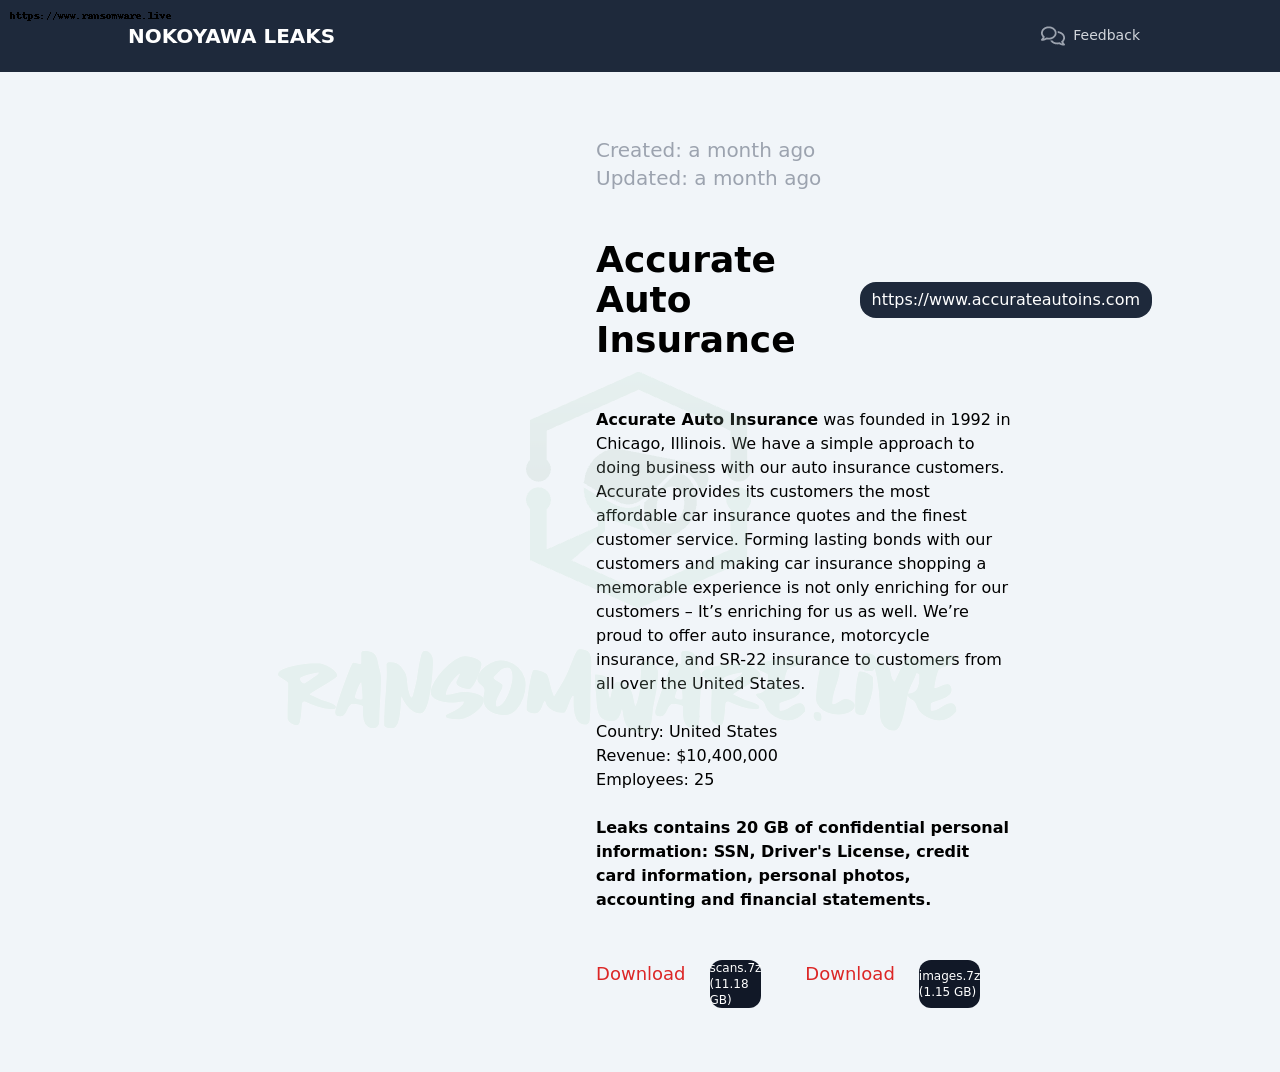 https://www.ransomware.live
NOKOYAWA LEAKS
Feedback
Created: a month ago
Updated: a month ago
Accurate
Auto
Insurance
https://www.accurateautoins.com
Accurate Auto Insurance was founded in 1992 in
Chicago, Illinois. We have a simple approach to
doing business with our auto insurance customers.
Accurate provides its customers the most
affordable car insurance quotes and the finest
customer service. Forming lasting bonds with our
customers and making car insurance shopping a
memorable experience is not only enriching for our
customers – It’s enriching for us as well. We’re
proud to offer auto insurance, motorcycle
insurance, and SR-22 insurance to customers from
all over the United States.
RANSOMWARE.LIVE
Country: United States
Revenue: $10,400,000
Employees: 25
Leaks contains 20 GB of confidential personal
information: SSN, Driver's License, credit
card information, personal photos,
accounting and financial statements.
Download
scans.7z
(11.18
GB)
Download
images.7z
(1.15 GB)